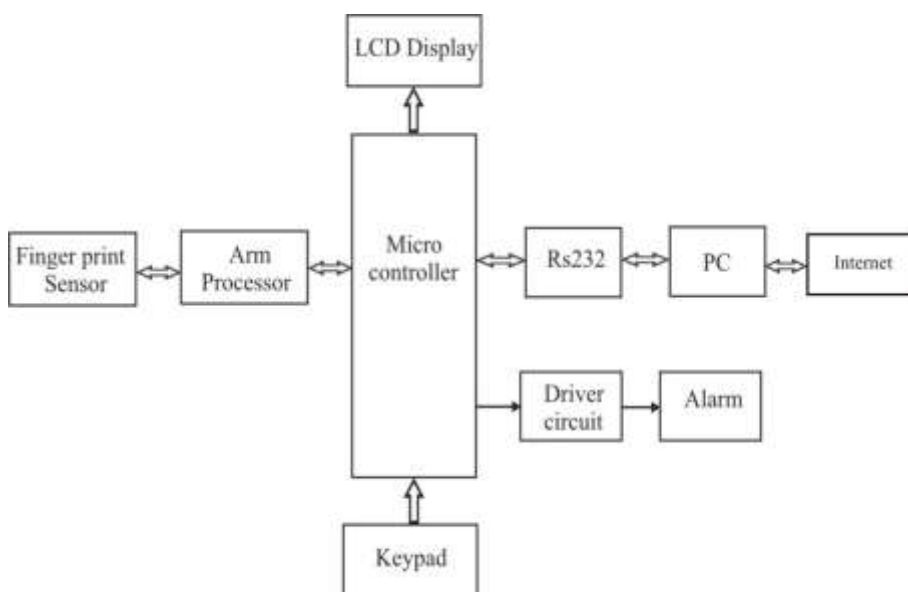 LCD Display
Finger print
Sensor
Arm
Processor
Micro
controller
Rs232
PC
Internet
Driver
circuit
Alarm
Keypad